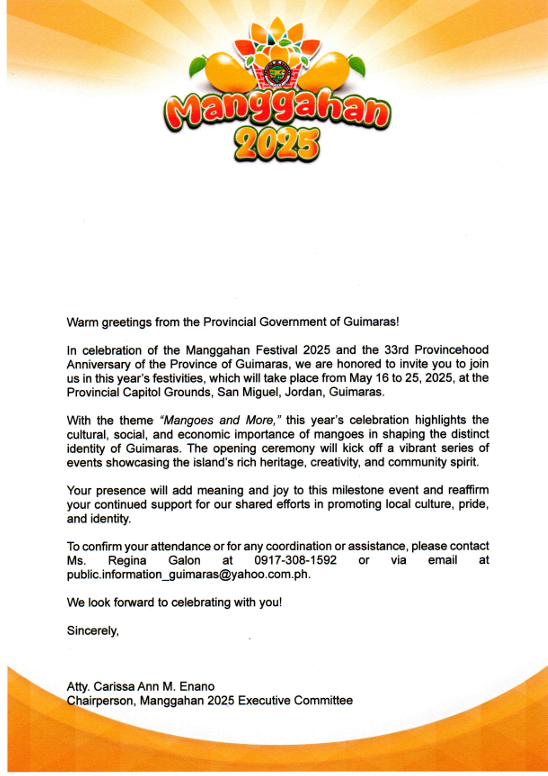 Manggahan
2025
Warm greetings from the Provincial Government of Guimaras!
In celebration of the Manggahan Festival 2025 and the 33rd Provincehood
Anniversary of the Province of Guimaras, we are honored to invite you to join
us in this year's festivities, which will take place from May 16 to 25, 2025, at the
Provincial Capitol Grounds, San Miguel, Jordan, Guimaras.
With the theme “Mangoes and More,” this year's celebration highlights the
cultural, social, and economic importance of mangoes in shaping the distinct
identity of Guimaras. The opening ceremony will kick off a vibrant series of
events showcasing the island's rich heritage, creativity, and community spirit.
Your presence will add meaning and joy to this milestone event and reaffirm
your continued support for our shared efforts in promoting local culture, pride,
and identity.
To confirm your attendance or for any coordination or assistance, please contact
Ms. Regina Galon at 0917-308-1592 or via email at
public.information_guimaras@yahoo.com.ph.
We look forward to celebrating with you!
Sincerely,
Atty. Carissa Ann M. Enano
Chairperson, Manggahan 2025 Executive Committee